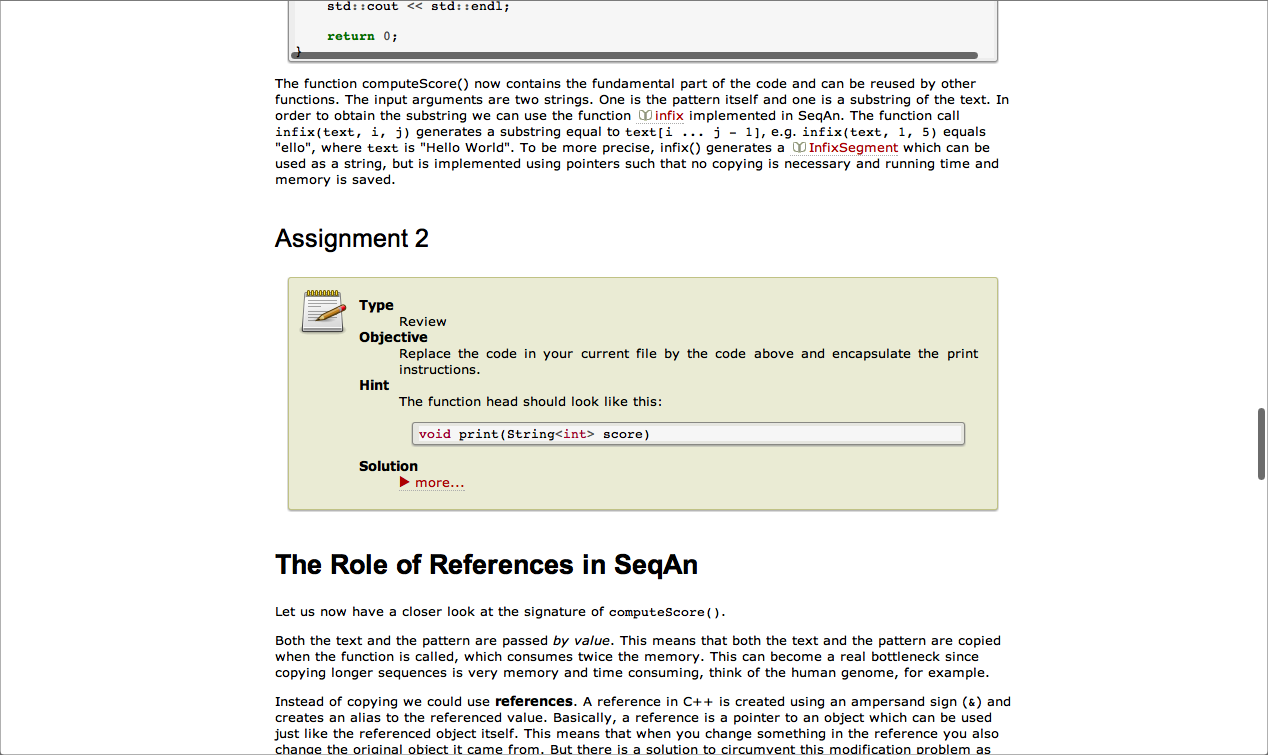 std::cout << std::endl;
return 0;
}
The function computeScore() now contains the fundamental part of the code and can be reused by other
functions. The input arguments are two strings. One is the pattern itself and one is a substring of the text. In
order to obtain the substring we can use the function infix implemented in SeqAn. The function call
infix(text, i, j) generates a substring equal to text[i ... j - 1], e.g. infix(text, 1, 5) equals
"ello", where text is "Hello World". To be more precise, infix() generates a InfixSegment which can be
used as a string, but is implemented using pointers such that no copying is necessary and running time and
memory is saved.
Assignment 2
Type
Review
Objective
Replace the code in your current file by the code above and encapsulate the print
instructions.
Hint
The function head should look like this:
void print(String<int> score)
Solution
more...
The Role of References in SeqAn
Let us now have a closer look at the signature of computeScore().
Both the text and the pattern are passed by value. This means that both the text and the pattern are copied
when the function is called, which consumes twice the memory. This can become a real bottleneck since
copying longer sequences is very memory and time consuming, think of the human genome, for example.
Instead of copying we could use references. A reference in C++ is created using an ampersand sign (&) and
creates an alias to the referenced value. Basically, a reference is a pointer to an object which can be used
just like the referenced object itself. This means that when you change something in the reference you also
change the original object it came from. But there is a solution to circumvent this modification problem as